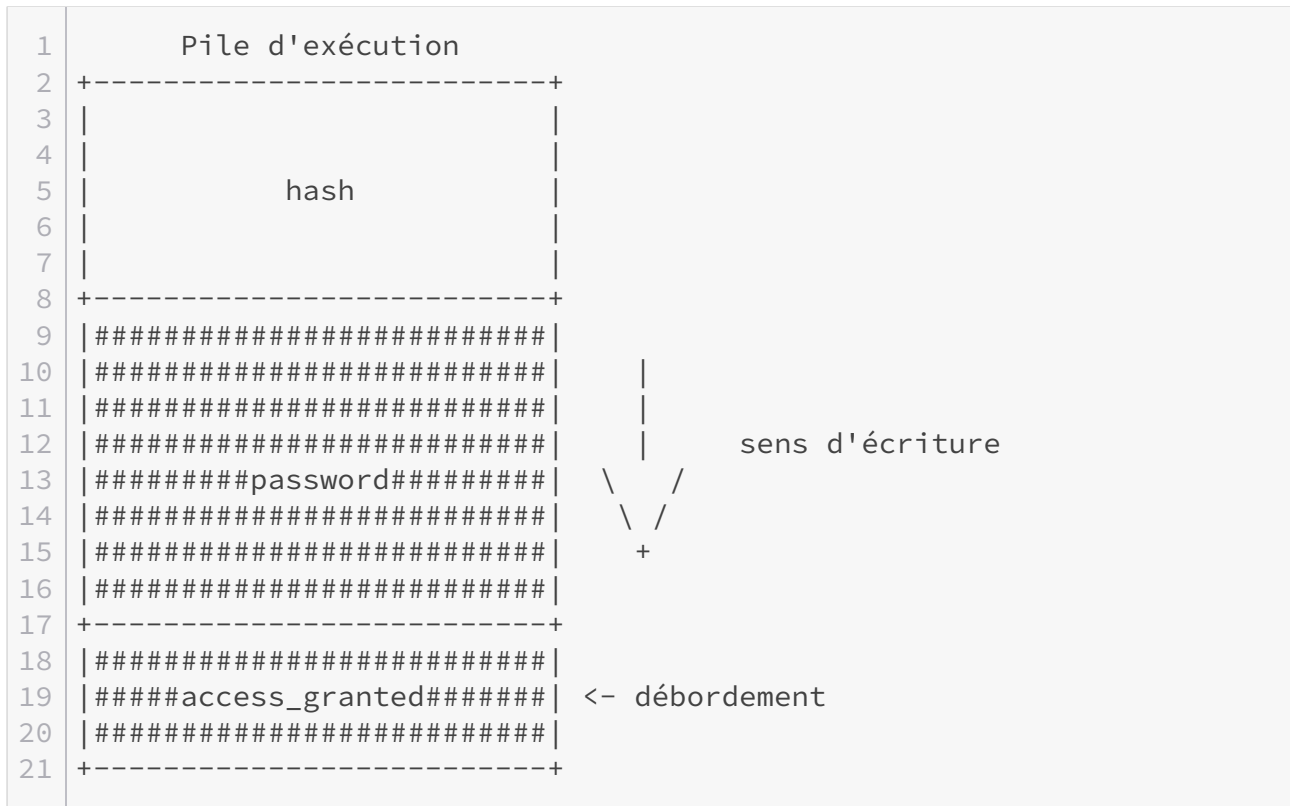 1       Pile d'exécution
2 +--------------------------+
3 |                          |
4 |                          |
5 |           hash           |
6 |                          |
7 |                          |
8 +--------------------------+
9 |##########################|
10 |##########################|     |
11 |##########################|     |
12 |##########################|     |     sens d'écriture
13 |#########password#########|   \   /
14 |##########################|    \ /
15 |##########################|     +
16 |##########################|
17 +--------------------------+
18 |##########################|
19 |#####access_granted#######| <- débordement
20 |##########################|
21 +--------------------------+